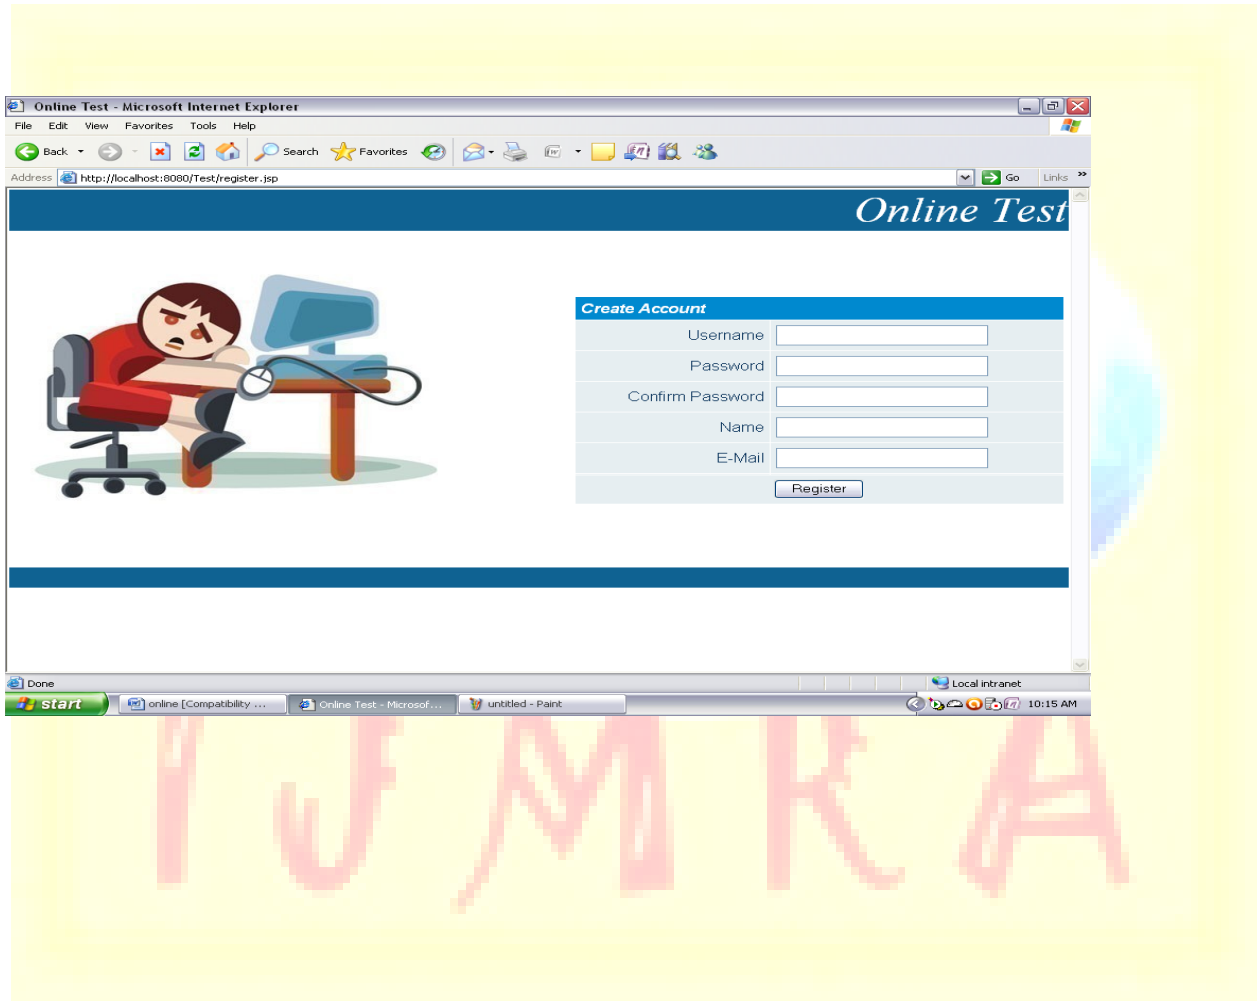 Online Test - Microsoft Internet Explorer
File Edit View Favorites Tools Help
Back Search Favorites
Address http://localhost:8080/Test/register.jsp Go Links »
Online Test
Create Account
Username
Password
Confirm Password
Name
E-Mail
Register
Done Local intranet
start online [Compatibility ... Online Test - Microsof... untitled - Paint 10:15 AM
IJMRA